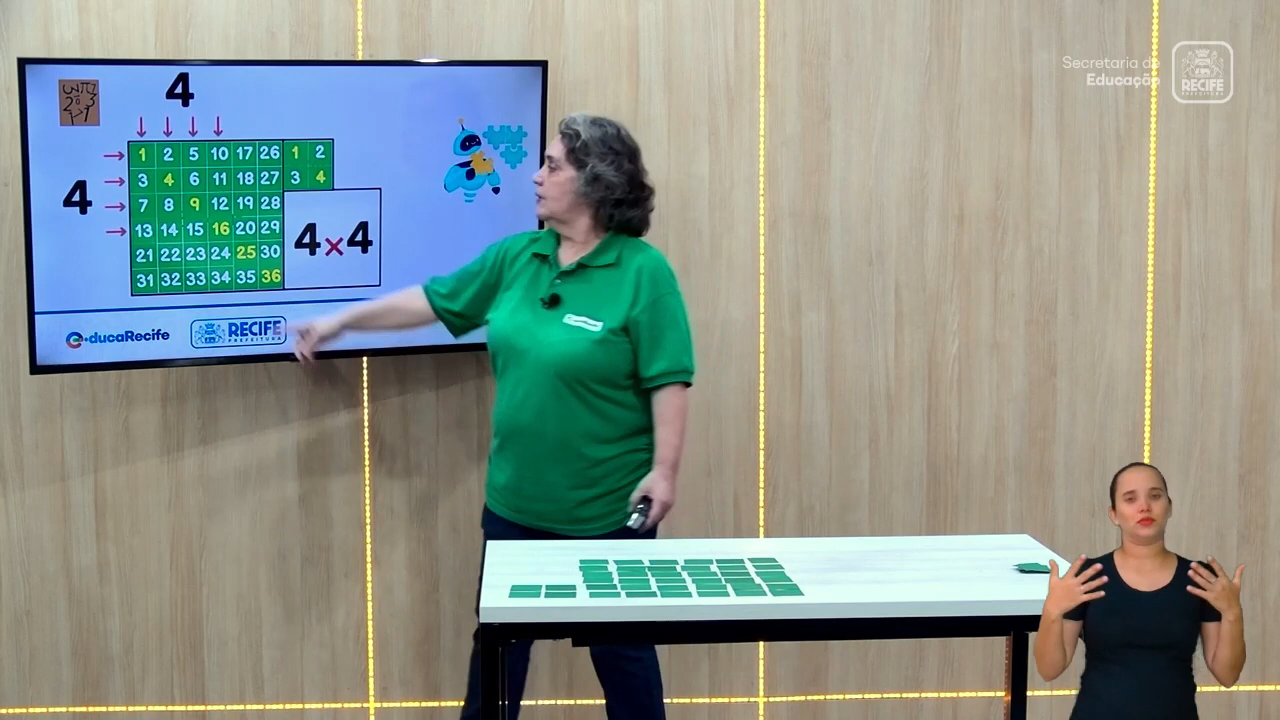 Secretaria de
Educação
RECIFE
PREFEITURA
4
1 2 5 10 17 26 1 2
3 4 6 11 18 27 3 4
4
7 8 9 12 19 28
13 14 15 16 20 29
4×4
21 22 23 24 25 30
31 32 33 34 35 36
EducaRecife
RECIFE
PREFEITURA